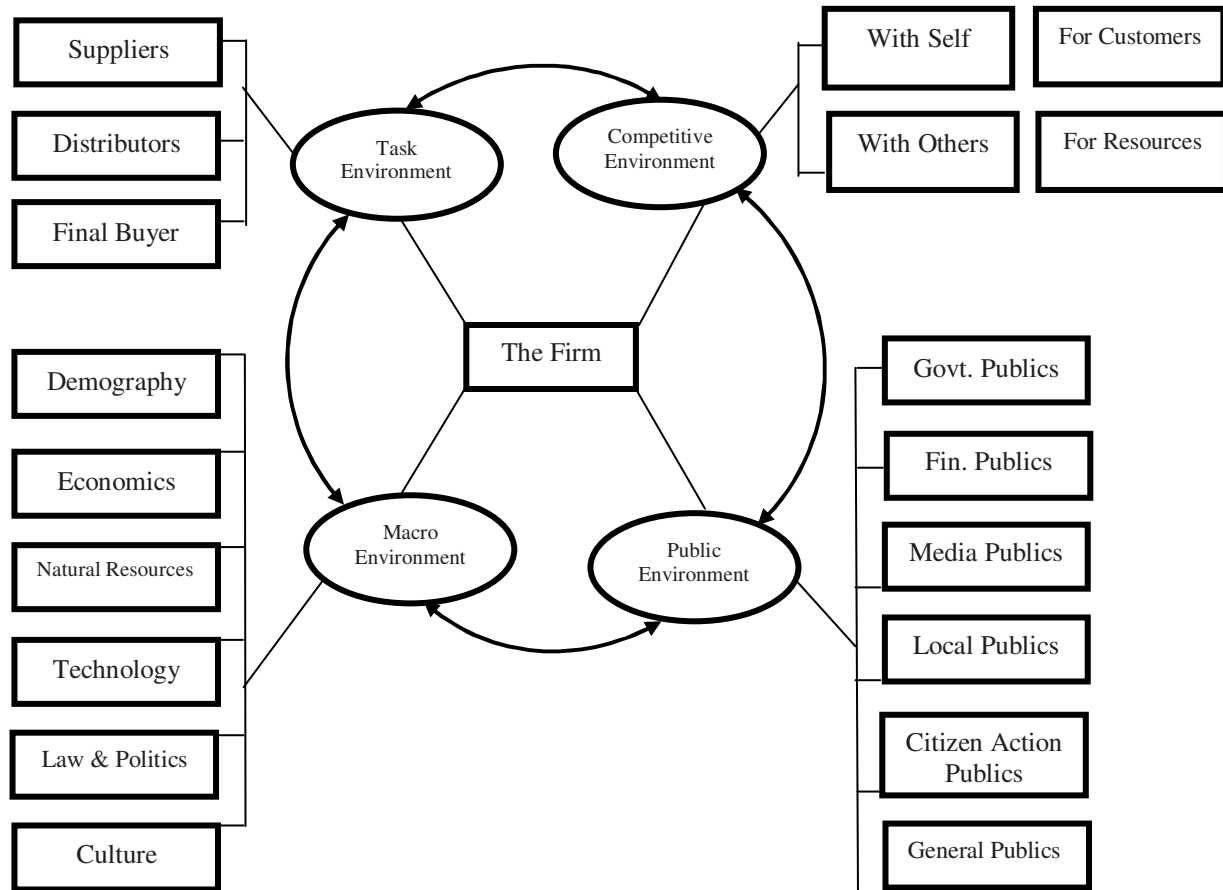 Suppliers
Distributors
Final Buyer
Task
Environment
Competitive
Environment
With Self
For Customers
With Others
For Resources
The Firm
Demography
Economics
Natural Resources
Technology
Law & Politics
Culture
Macro
Environment
Public
Environment
Govt. Publics
Fin. Publics
Media Publics
Local Publics
Citizen Action
Publics
General Publics